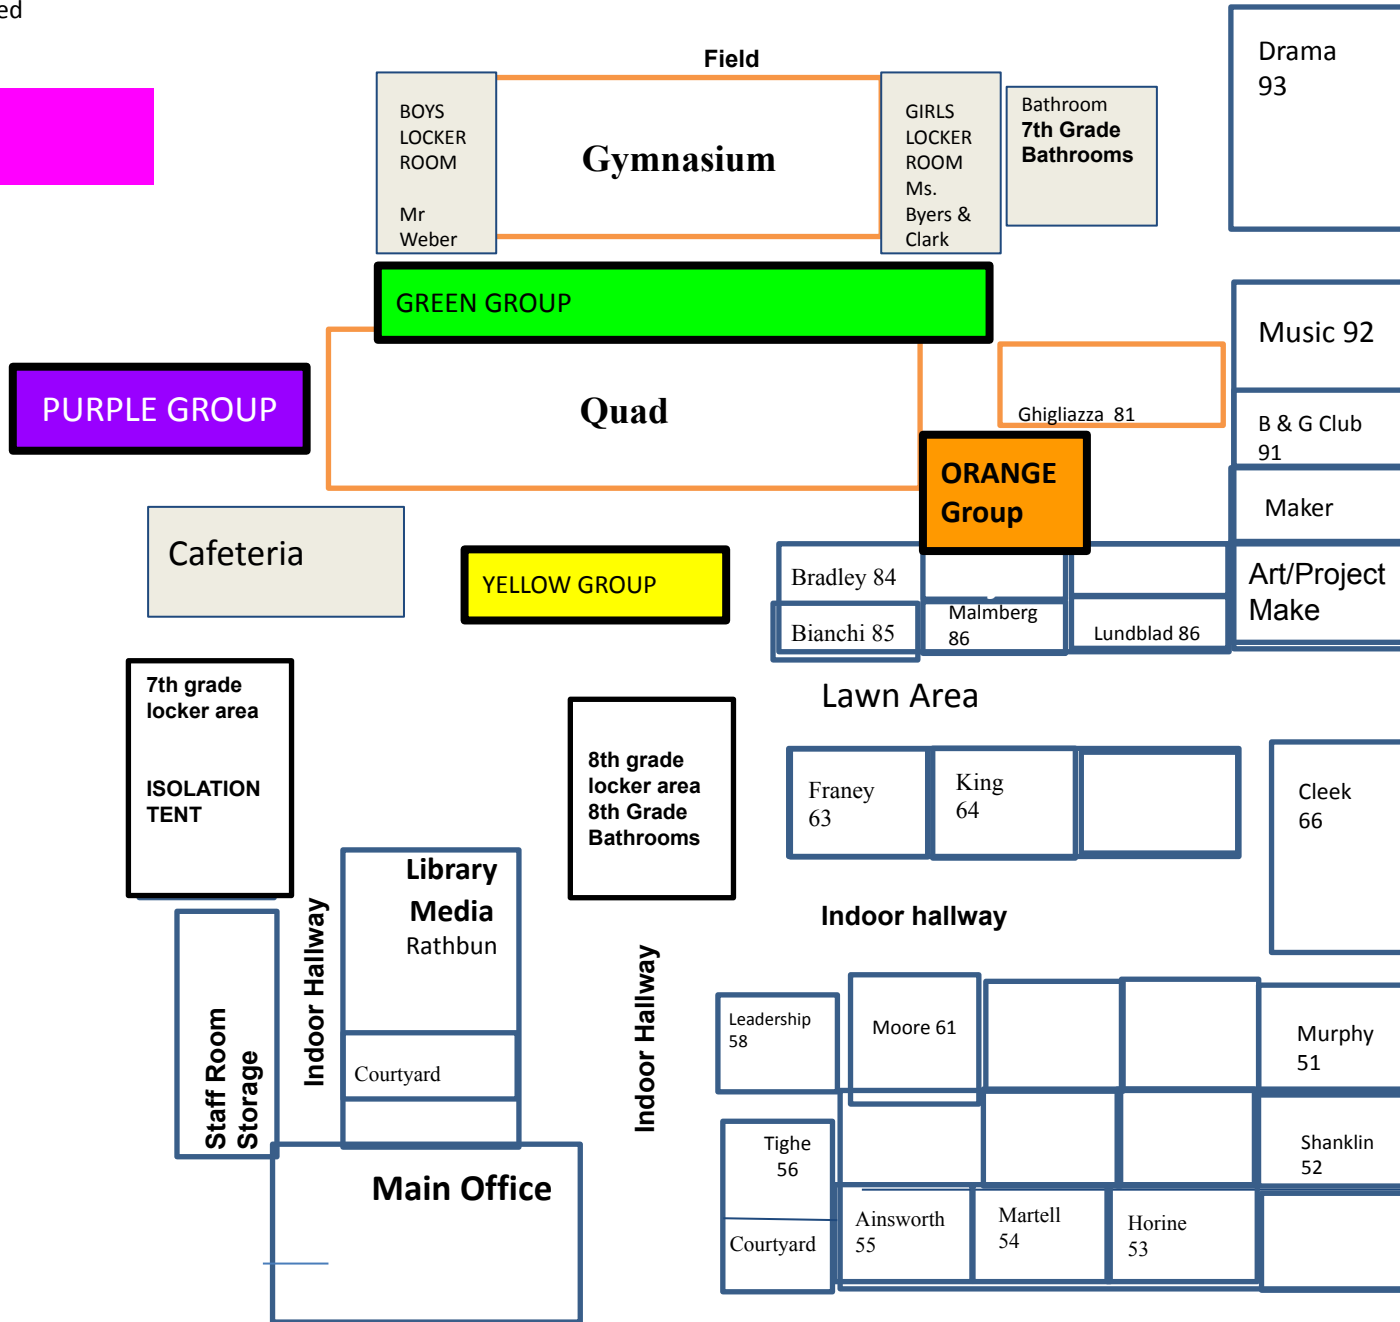 ed
Field
BOYS
LOCKER
ROOM
Mr
Weber
Gymnasium
GIRLS
LOCKER
ROOM
Ms.
Byers &
Clark
Bathroom
7th Grade
Bathrooms
Drama
93
GREEN GROUP
Music 92
PURPLE GROUP
Quad
Ghigliazza 81
B & G Club
91
ORANGE
Group
Maker
Cafeteria
YELLOW GROUP
Bradley 84
Art/Project
Make
Bianchi 85
Malmberg
86
Lundblad 86
7th grade
locker area
ISOLATION
TENT
Lawn Area
8th grade
locker area
8th Grade
Bathrooms
Franey
63
King
64
Cleek
66
Library
Media
Rathbun
Indoor Hallway
Indoor hallway
Indoor Hallway
Staff Room
Storage
Courtyard
Leadership
58
Moore 61
Murphy
51
Tighe
56
Shanklin
52
Main Office
Courtyard
Ainsworth
55
Martell
54
Horine
53